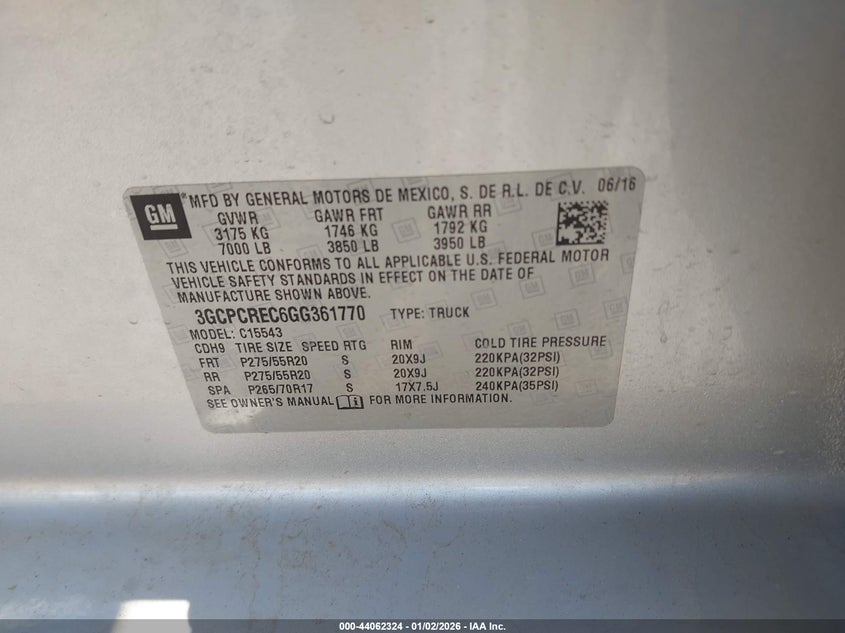 GM
*MFD BY GENERAL MOTORS DE MEXICO, S. DE R.L. DE C.V. 06/16
GVWR GAWR FRT GAWR RR
3175 KG 1746 KG 1792 KG
7000 LB 3850 LB 3950 LB
THIS VEHICLE CONFORMS TO ALL APPLICABLE U.S. FEDERAL MOTOR
VEHICLE SAFETY STANDARDS IN EFFECT ON THE DATE OF
MANUFACTURE SHOWN ABOVE.
3GCPCREC6GG361770 TYPE: TRUCK
MODEL: C15543
CDH9 TIRE SIZE SPEED RTG RIM COLD TIRE PRESSURE
FRT P275/55R20 S 20X9J 220KPA(32PSI)
RR P275/55R20 S 20X9J 220KPA(32PSI)
SPA P265/70R17 S 17X7.5J 240KPA(35PSI)
SEE OWNER'S MANUAL FOR MORE INFORMATION.
000-44062324 - 01/02/2026 - IAA Inc.